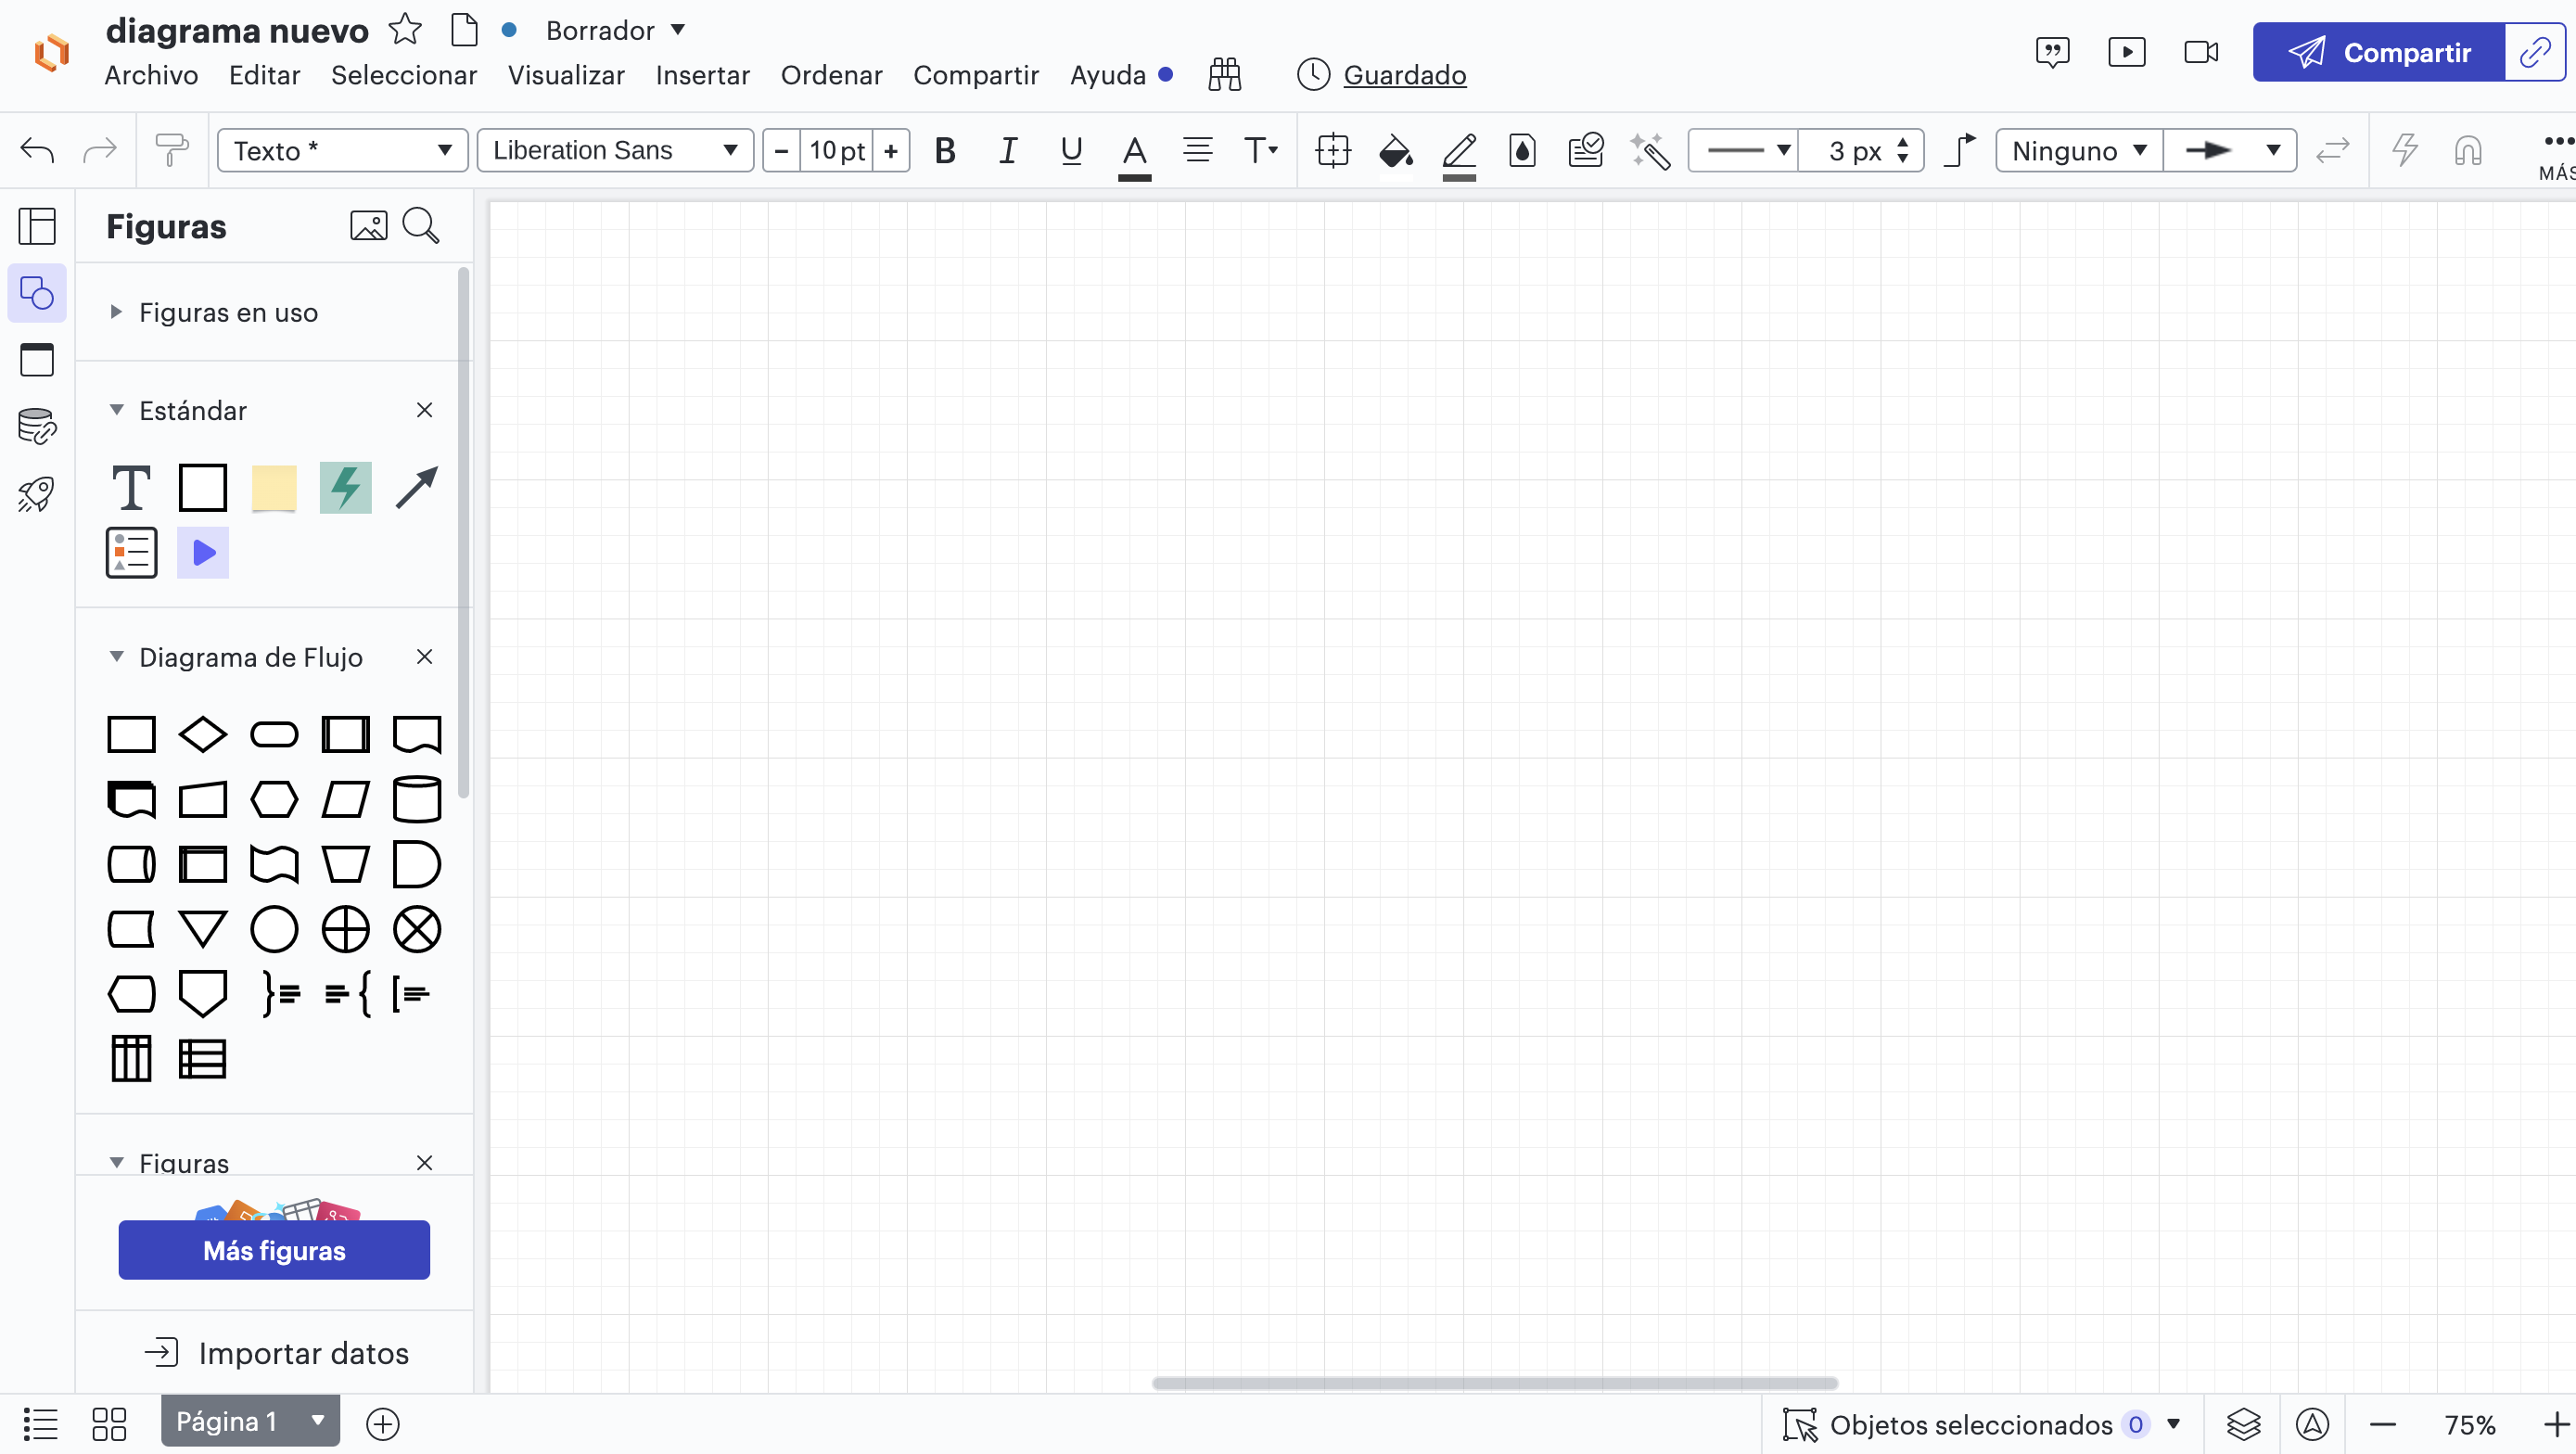 diagrama nuevo
Borrador
Archivo Editar Seleccionar Visualizar Insertar Ordenar Compartir Ayuda
Guardado
Compartir
Texto *
Liberation Sans
− 10 pt +
B I U A T
3 px
Ninguno
MÁS
Figuras
Figuras en uso
Estándar
T
Diagrama de Flujo
Figuras
Más figuras
Importar datos
Página 1
Objetos seleccionados 0
75%